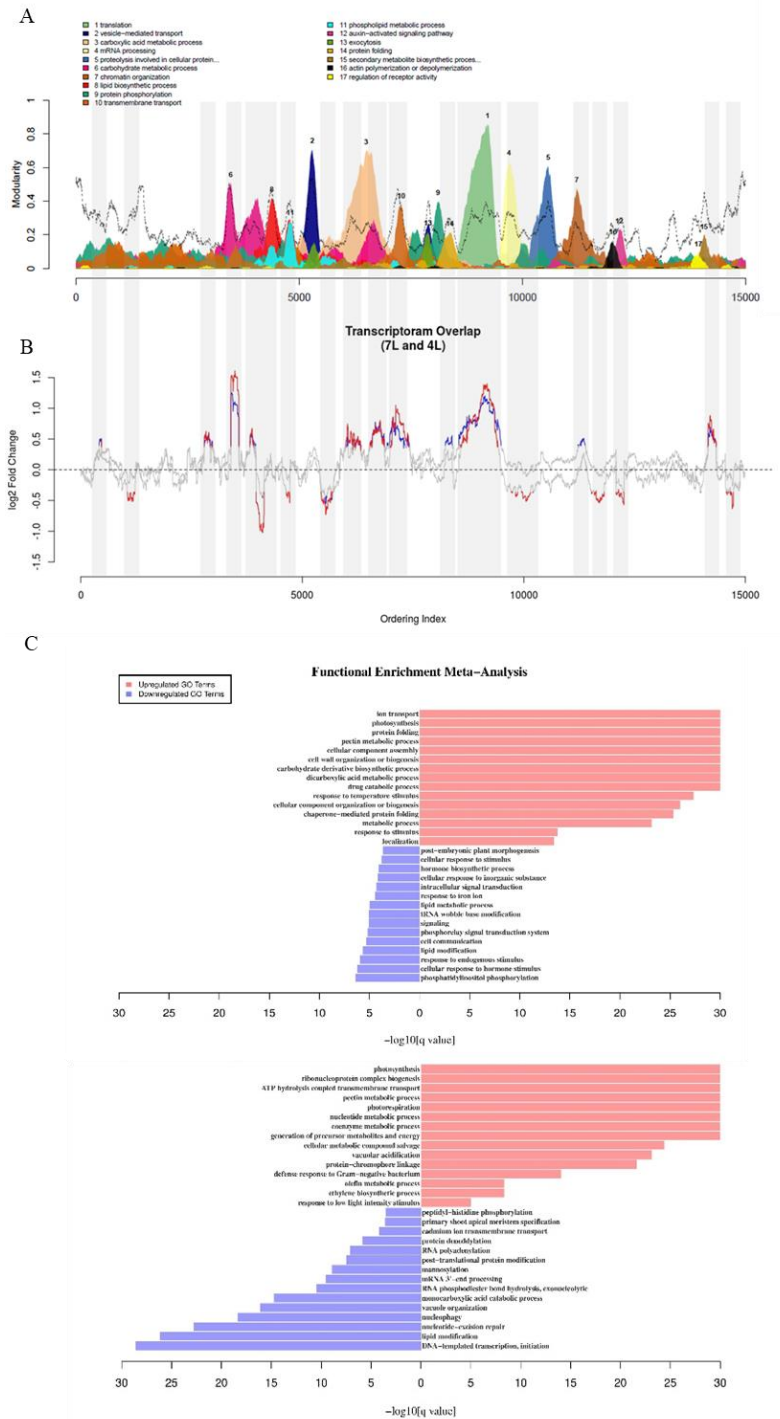 A
1 translation
2 vesicle-mediated transport
3 carboxylic acid metabolic process
4 mRNA processing
5 proteolysis involved in cellular protein...
6 carbohydrate metabolic process
7 chromatin organization
8 lipid biosynthetic process
9 protein phosphorylation
10 transmembrane transport
11 phospholipid metabolic process
12 auxin-activated signaling pathway
13 exocytosis
14 protein folding
15 secondary metabolite biosynthetic proces...
16 actin polymerization or depolymerization
17 regulation of receptor activity
Modularity
1
0.8
0.6
0.4
0.2
0
6
8
11
2
3
10
13
9
14
1
4
5
7
16
12
17
15
0
5000
10000
15000
B
Transcriptoram Overlap
(7L and 4L)
log2 Fold Change
1.5
1.0
0.5
0.0
-0.5
-1.0
-1.5
0
5000
10000
15000
Ordering Index
C
Functional Enrichment Meta-Analysis
Upregulated GO Terms
Downregulated GO Terms
ion transport
photosynthesis
protein folding
pectin metabolic process
cellular component assembly
cell wall organization or biogenesis
carbohydrate derivative biosynthetic process
dicarboxylic acid metabolic process
drug catabolic process
response to temperature stimulus
cellular component organization or biogenesis
chaperone-mediated protein folding
metabolic process
response to stimulus
localization
post-embryonic plant morphogenesis
cellular response to stimulus
hormone biosynthetic process
cellular response to inorganic substance
intracellular signal transduction
response to iron ion
lipid metabolic process
tRNA wobble base modification
signaling
phosphorelay signal transduction system
cell communication
lipid modification
response to endogenous stimulus
cellular response to hormone stimulus
phosphatidylinositol phosphorylation
30 25 20 15 10 5 0 5 10 15 20 25 30
-log10[q value]
photosynthesis
ribonucleoprotein complex biogenesis
ATP hydrolysis coupled transmembrane transport
pectin metabolic process
photorespiration
nucleotide metabolic process
coenzyme metabolic process
generation of precursor metabolites and energy
cellular metabolic compound salvage
vacuolar acidification
protein-chromophore linkage
defense response to Gram-negative bacterium
olefin metabolic process
ethylene biosynthetic process
response to low light intensity stimulus
peptidyl-histidine phosphorylation
primary shoot apical meristem specification
cadmium ion transmembrane transport
protein desneddylation
RNA polyadenylation
post-translational protein modification
mannosylation
mRNA 3'-end processing
RNA phosphodiester bond hydrolysis, exonucleolytic
monocarboxylic acid catabolic process
vacuole organization
nucleophagy
nucleotide-excision repair
lipid modification
DNA-templated transcription, initiation
30 25 20 15 10 5 0 5 10 15 20 25 30
-log10[q value]